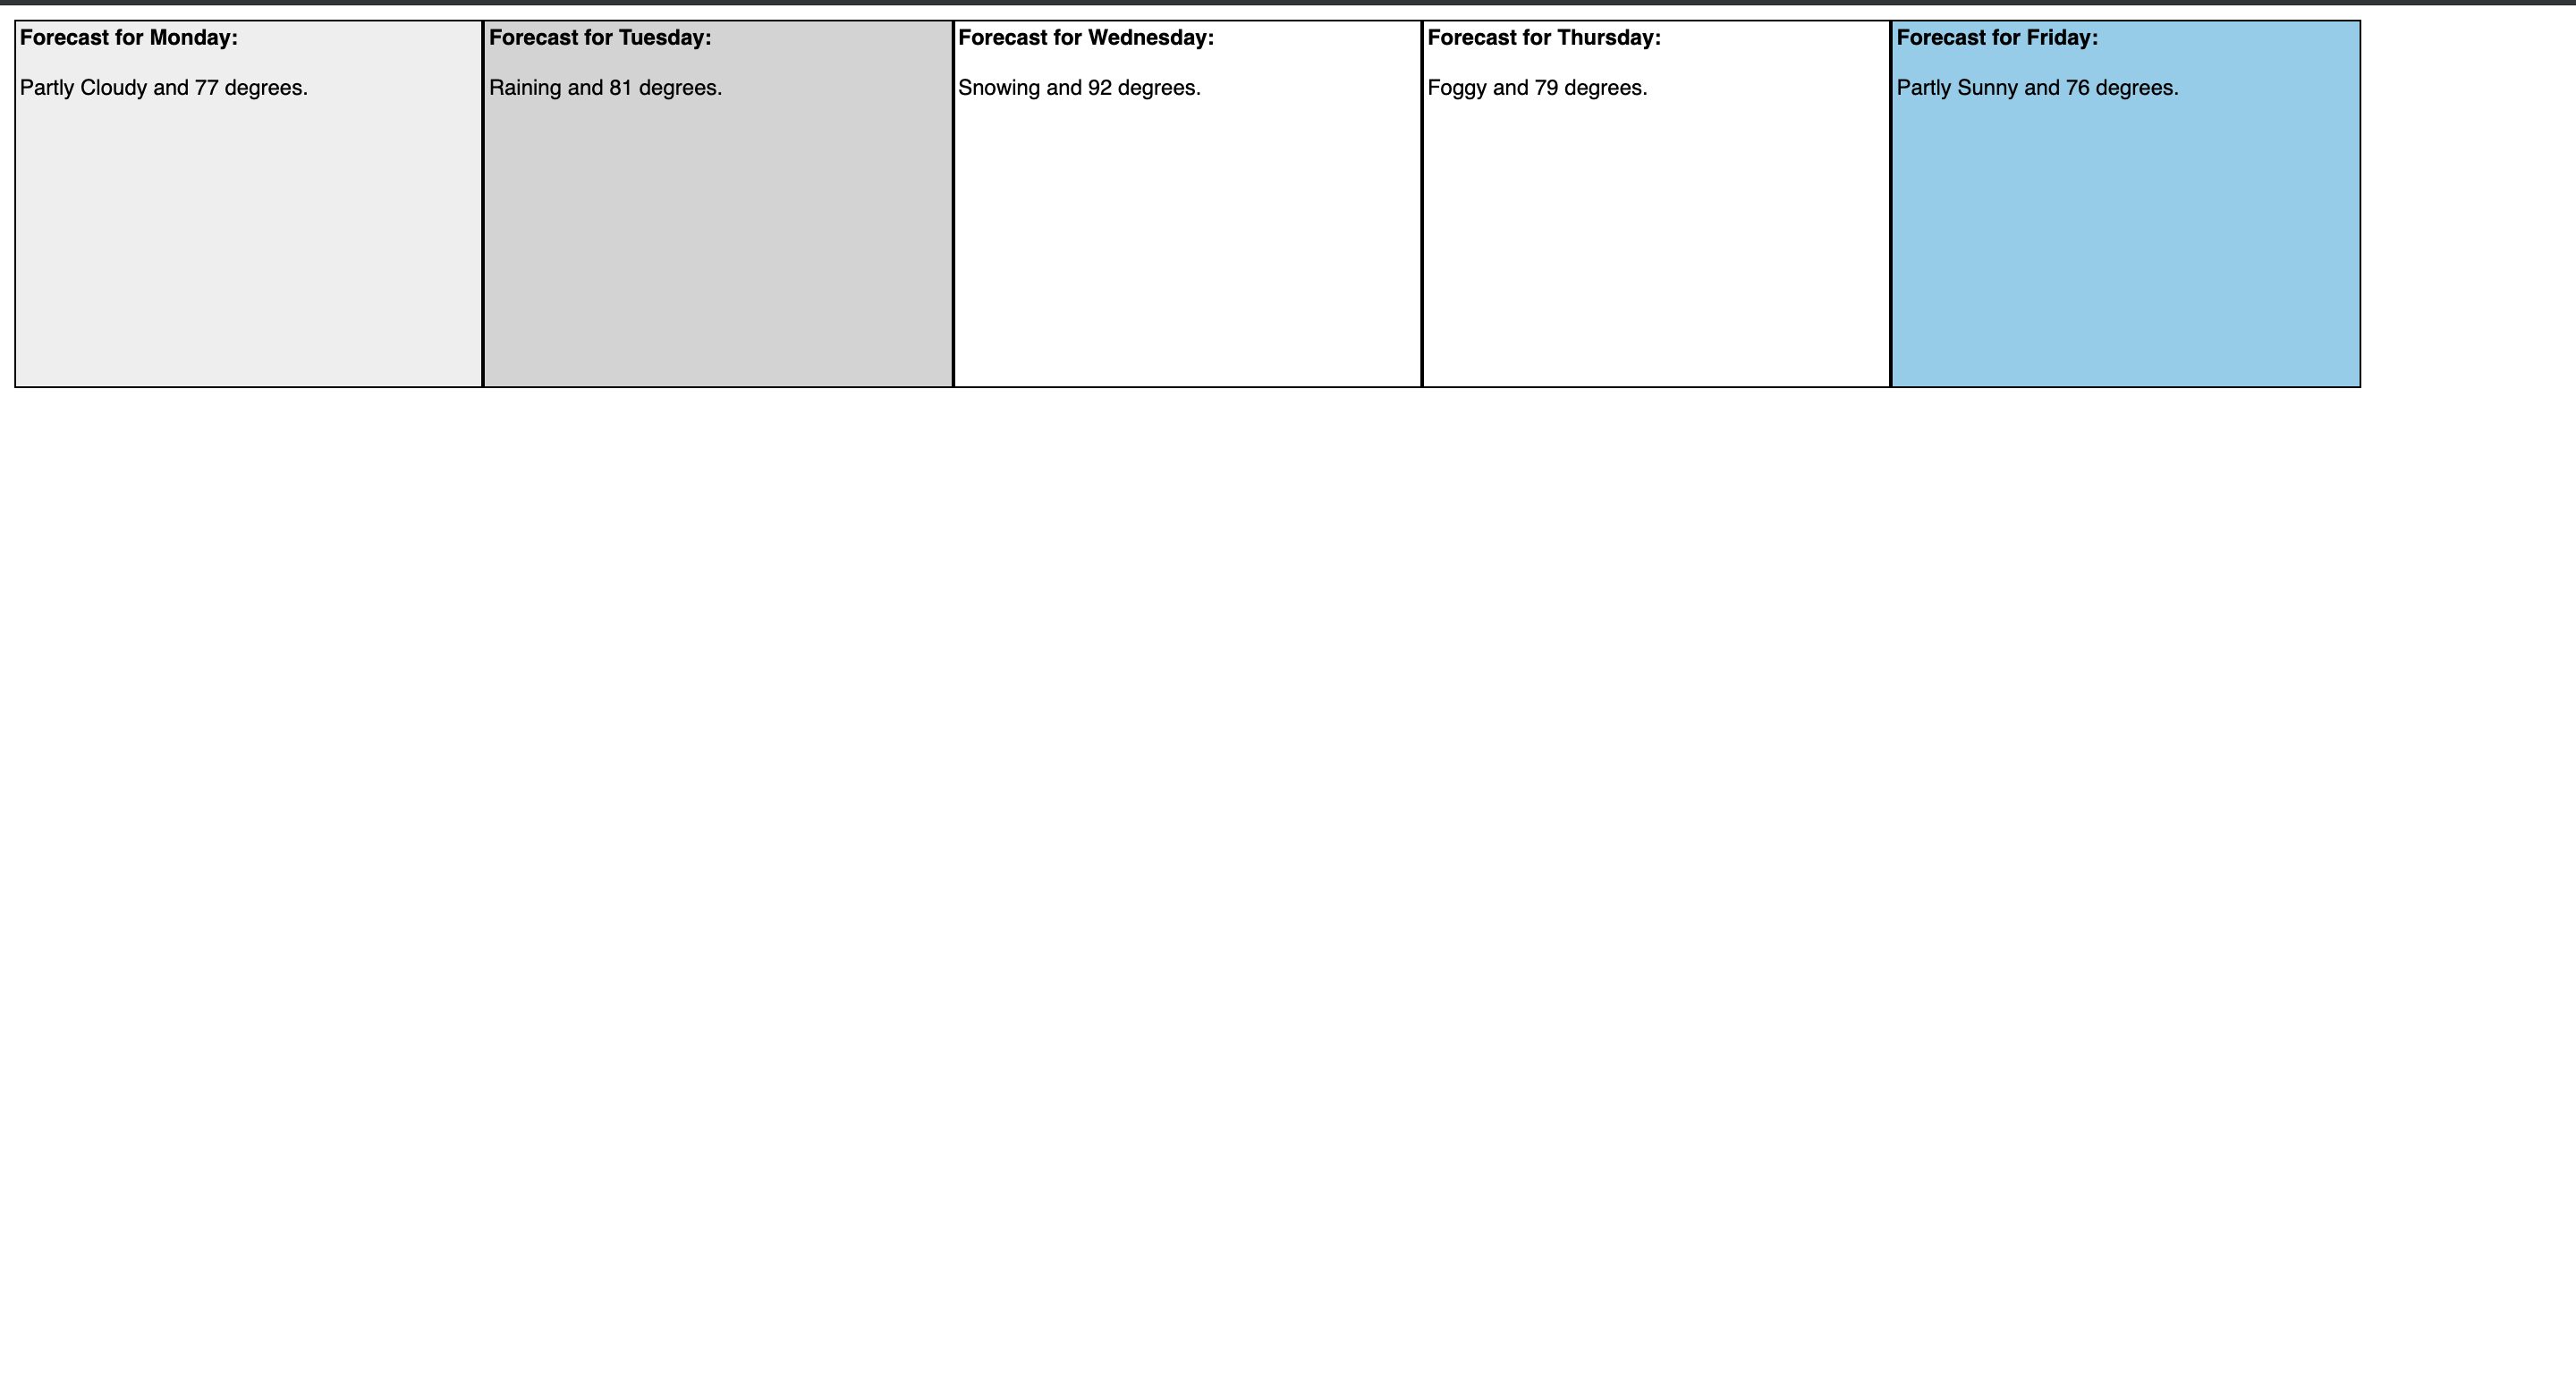 Forecast for Monday:
Partly Cloudy and 77 degrees.
Forecast for Tuesday:
Raining and 81 degrees.
Forecast for Wednesday:
Snowing and 92 degrees.
Forecast for Thursday:
Foggy and 79 degrees.
Forecast for Friday:
Partly Sunny and 76 degrees.